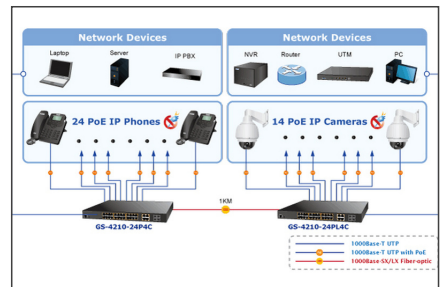 Network Devices
Laptop
Server
IP PBX
Network Devices
NVR
Router
UTM
PC
24 PoE IP Phones
14 PoE IP Cameras
1KM
GS-4210-24P4C
GS-4210-24PL4C
1000Base-T UTP
1000Base-T UTP with PoE
1000Base-SX/LX Fiber-optic